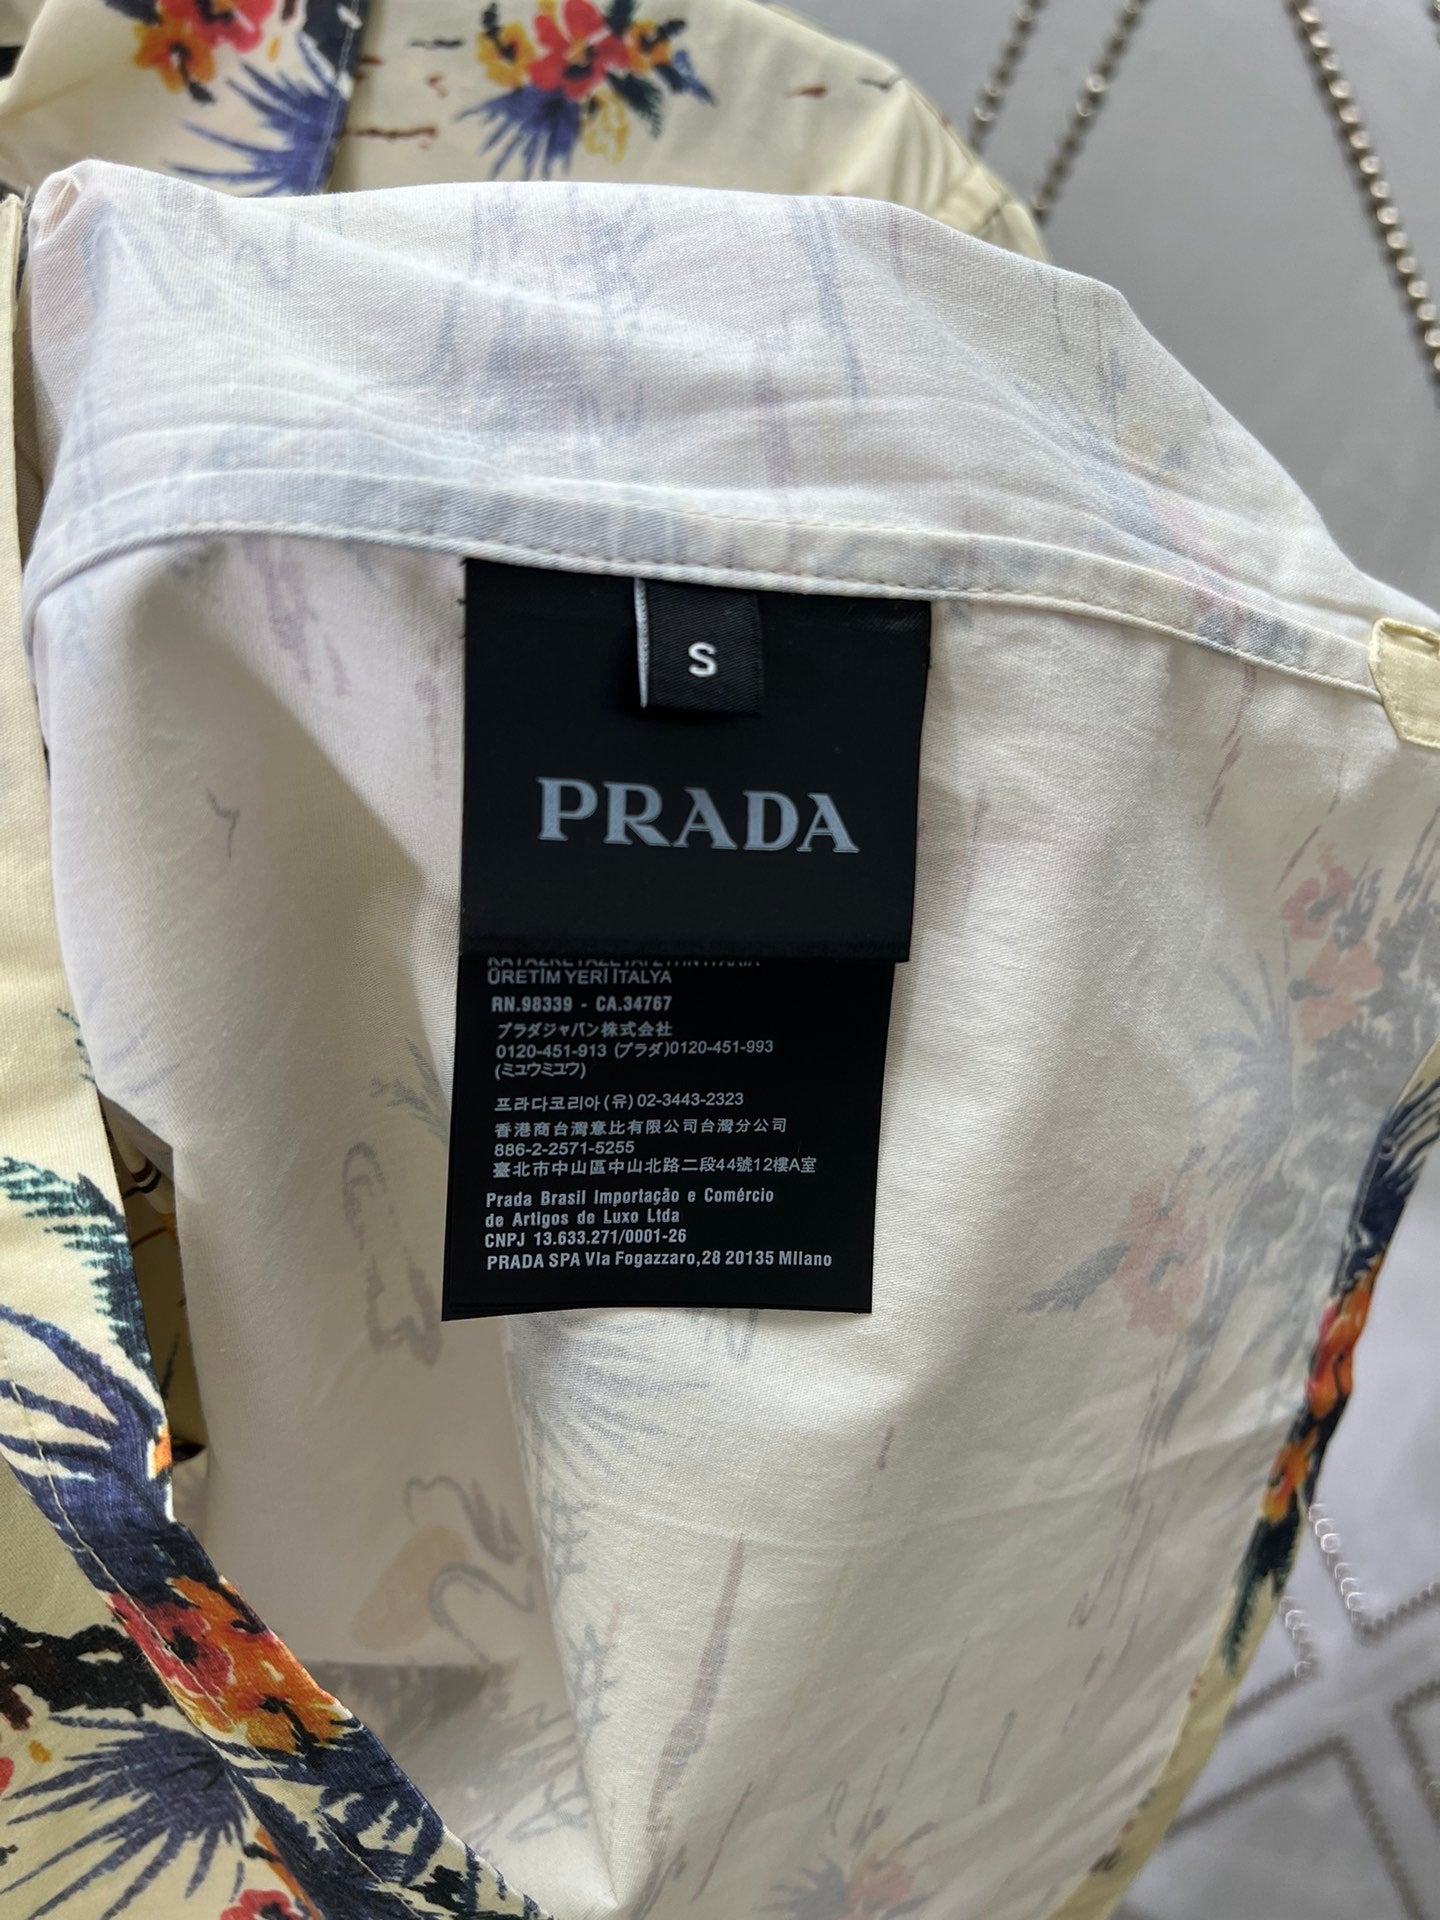 S
PRADA
ÜRETİM YERİ İTALYA
RN.98339 - CA.34767
プラダジャパン株式会社
0120-451-913 (プラダ)0120-451-993
(ミュウミュウ)
프라다코리아(유)02-3443-2323
香港商台灣意比有限公司台灣分公司
886-2-2571-5255
臺北市中山區中山北路二段44號12樓A室
Prada Brasil Importação e Comércio
de Artigos de Luxo Ltda
CNPJ 13.633.271/0001-26
PRADA SPA Via Fogazzaro,28 20135 Milano